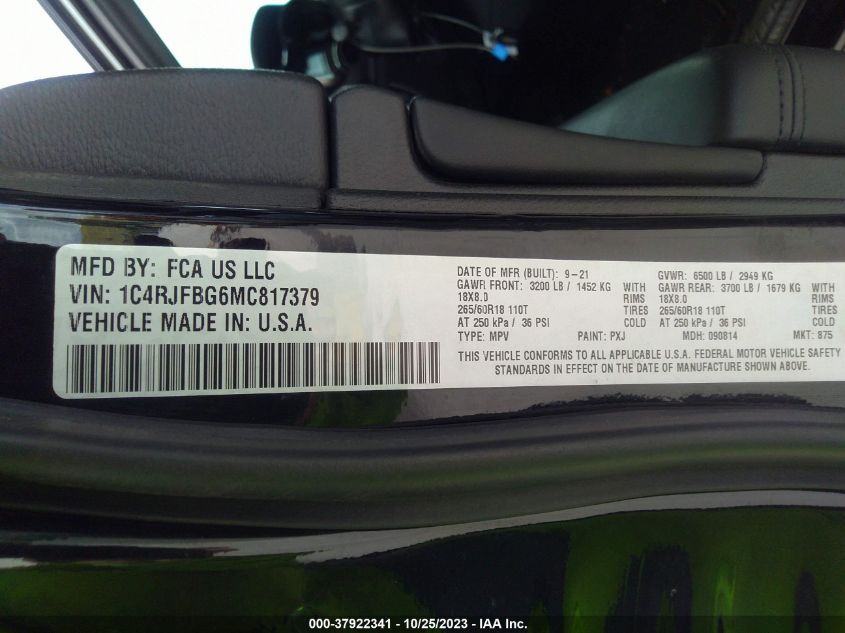 MFD BY: FCA US LLC
VIN: 1C4RJFBG6MC817379
VEHICLE MADE IN: U.S.A.
DATE OF MFR (BUILT): 9-21
GAWR FRONT: 3200 LB / 1452 KG WITH
18X8.0 RIMS
265/60R18 110T TIRES
AT 250 kPa / 36 PSI COLD
TYPE: MPV PAINT: PXJ
GVWR: 6500 LB / 2949 KG
GAWR REAR: 3700 LB / 1679 KG WITH
18X8.0 RIMS
265/60R18 110T TIRES
AT 250 kPa / 36 PSI COLD
MDH: 090814 MKT: 875
THIS VEHICLE CONFORMS TO ALL APPLICABLE U.S.A. FEDERAL MOTOR VEHICLE SAFETY
STANDARDS IN EFFECT ON THE DATE OF MANUFACTURE SHOWN ABOVE.
000-37922341 - 10/25/2023 - IAA Inc.